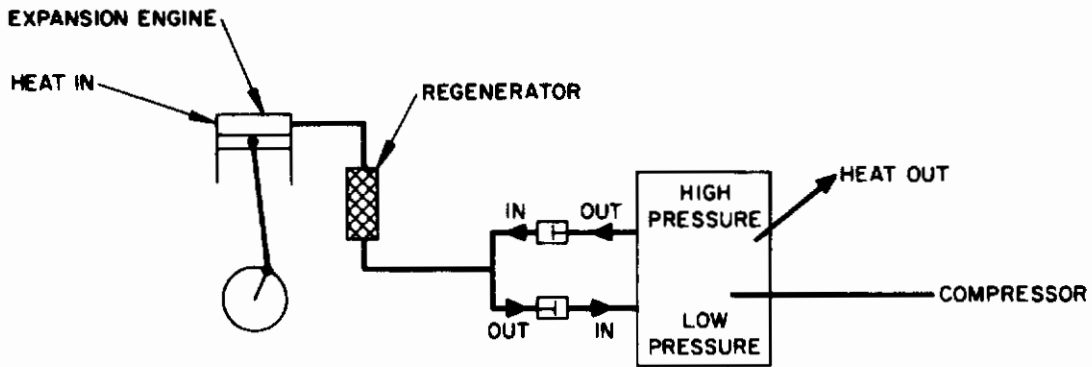 EXPANSION ENGINE
HEAT IN
REGENERATOR
HEAT OUT
HIGH
PRESSURE
IN
OUT
COMPRESSOR
OUT
IN
LOW
PRESSURE